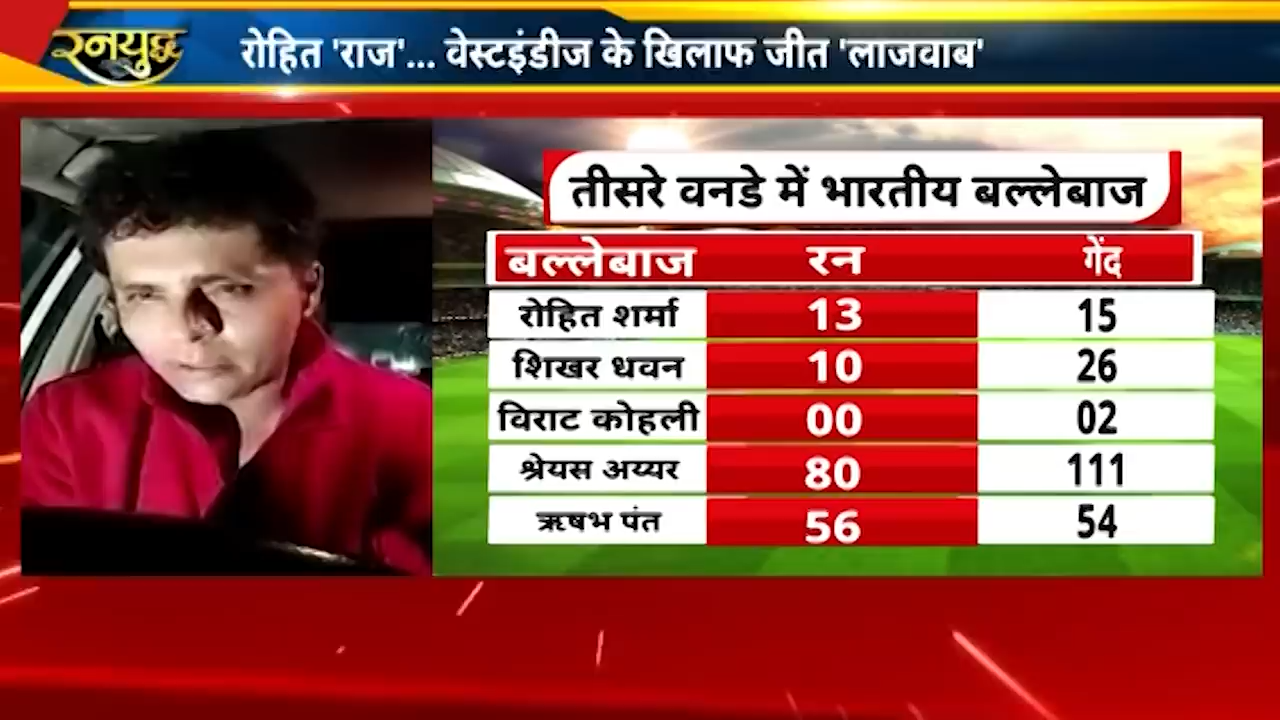 रनयुद्ध
रोहित 'राज'... वेस्टइंडीज के खिलाफ जीत 'लाजवाब'
तीसरे वनडे में भारतीय बल्लेबाज
बल्लेबाज रन गेंद
रोहित शर्मा 13 15
शिखर धवन 10 26
विराट कोहली 00 02
श्रेयस अय्यर 80 111
ऋषभ पंत 56 54